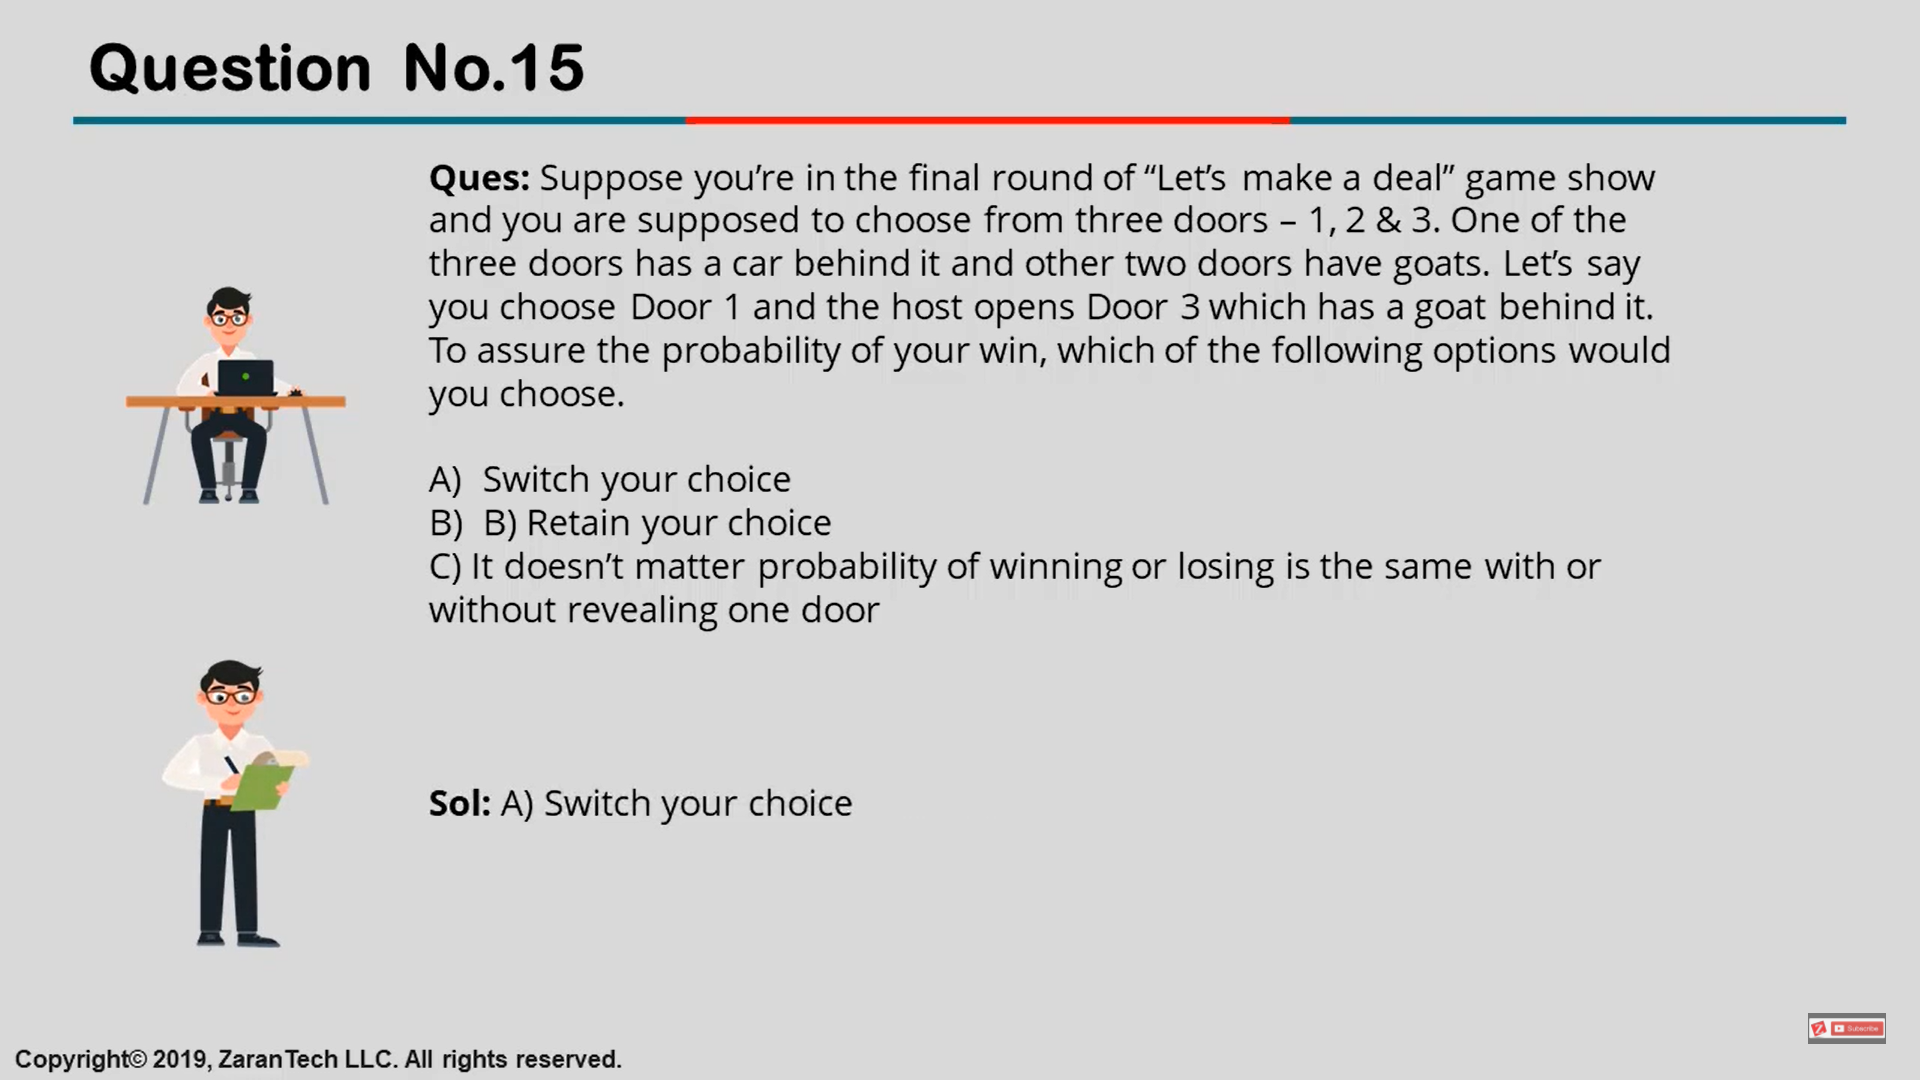 Question No.15
Ques: Suppose you’re in the final round of “Let’s make a deal” game show
and you are supposed to choose from three doors – 1, 2 & 3. One of the
three doors has a car behind it and other two doors have goats. Let’s say
you choose Door 1 and the host opens Door 3 which has a goat behind it.
To assure the probability of your win, which of the following options would
you choose.
A) Switch your choice
B) B) Retain your choice
C) It doesn’t matter probability of winning or losing is the same with or
without revealing one door
Sol: A) Switch your choice
Subscribe
Copyright© 2019, ZaranTech LLC. All rights reserved.